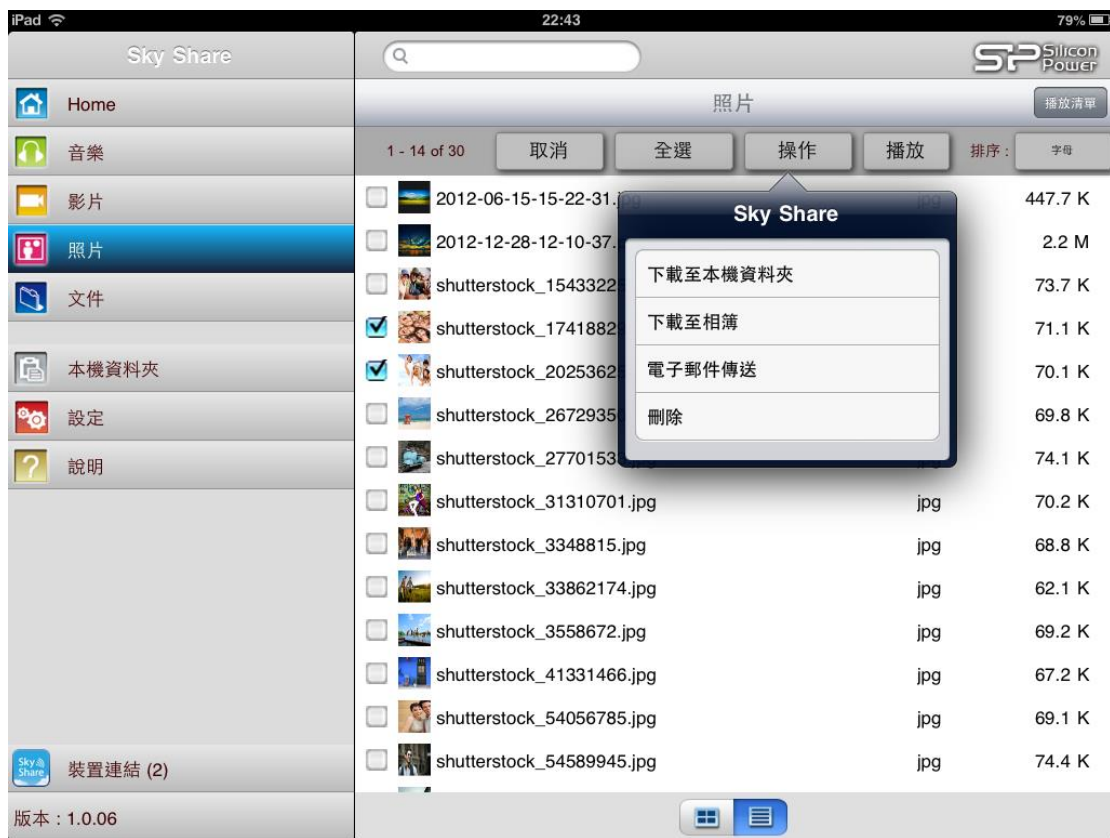 iPad 22:43 79%
Sky Share
Silicon Power
Home
音樂
影片
照片
文件
本機資料夾
設定
說明
Sky Share 裝置連結 (2)
版本：1.0.06
照片 播放清單
1 - 14 of 30 取消 全選 操作 播放 排序： 字母
2012-06-15-15-22-31.jpg jpg 447.7 K
2012-12-28-12-10-37. 2.2 M
shutterstock_1543322 73.7 K
shutterstock_1741882 71.1 K
shutterstock_2025362 70.1 K
shutterstock_2672935 69.8 K
shutterstock_2770153 74.1 K
shutterstock_31310701.jpg jpg 70.2 K
shutterstock_3348815.jpg jpg 68.8 K
shutterstock_33862174.jpg jpg 62.1 K
shutterstock_3558672.jpg jpg 69.2 K
shutterstock_41331466.jpg jpg 67.2 K
shutterstock_54056785.jpg jpg 69.1 K
shutterstock_54589945.jpg jpg 74.4 K
Sky Share
下載至本機資料夾
下載至相簿
電子郵件傳送
刪除